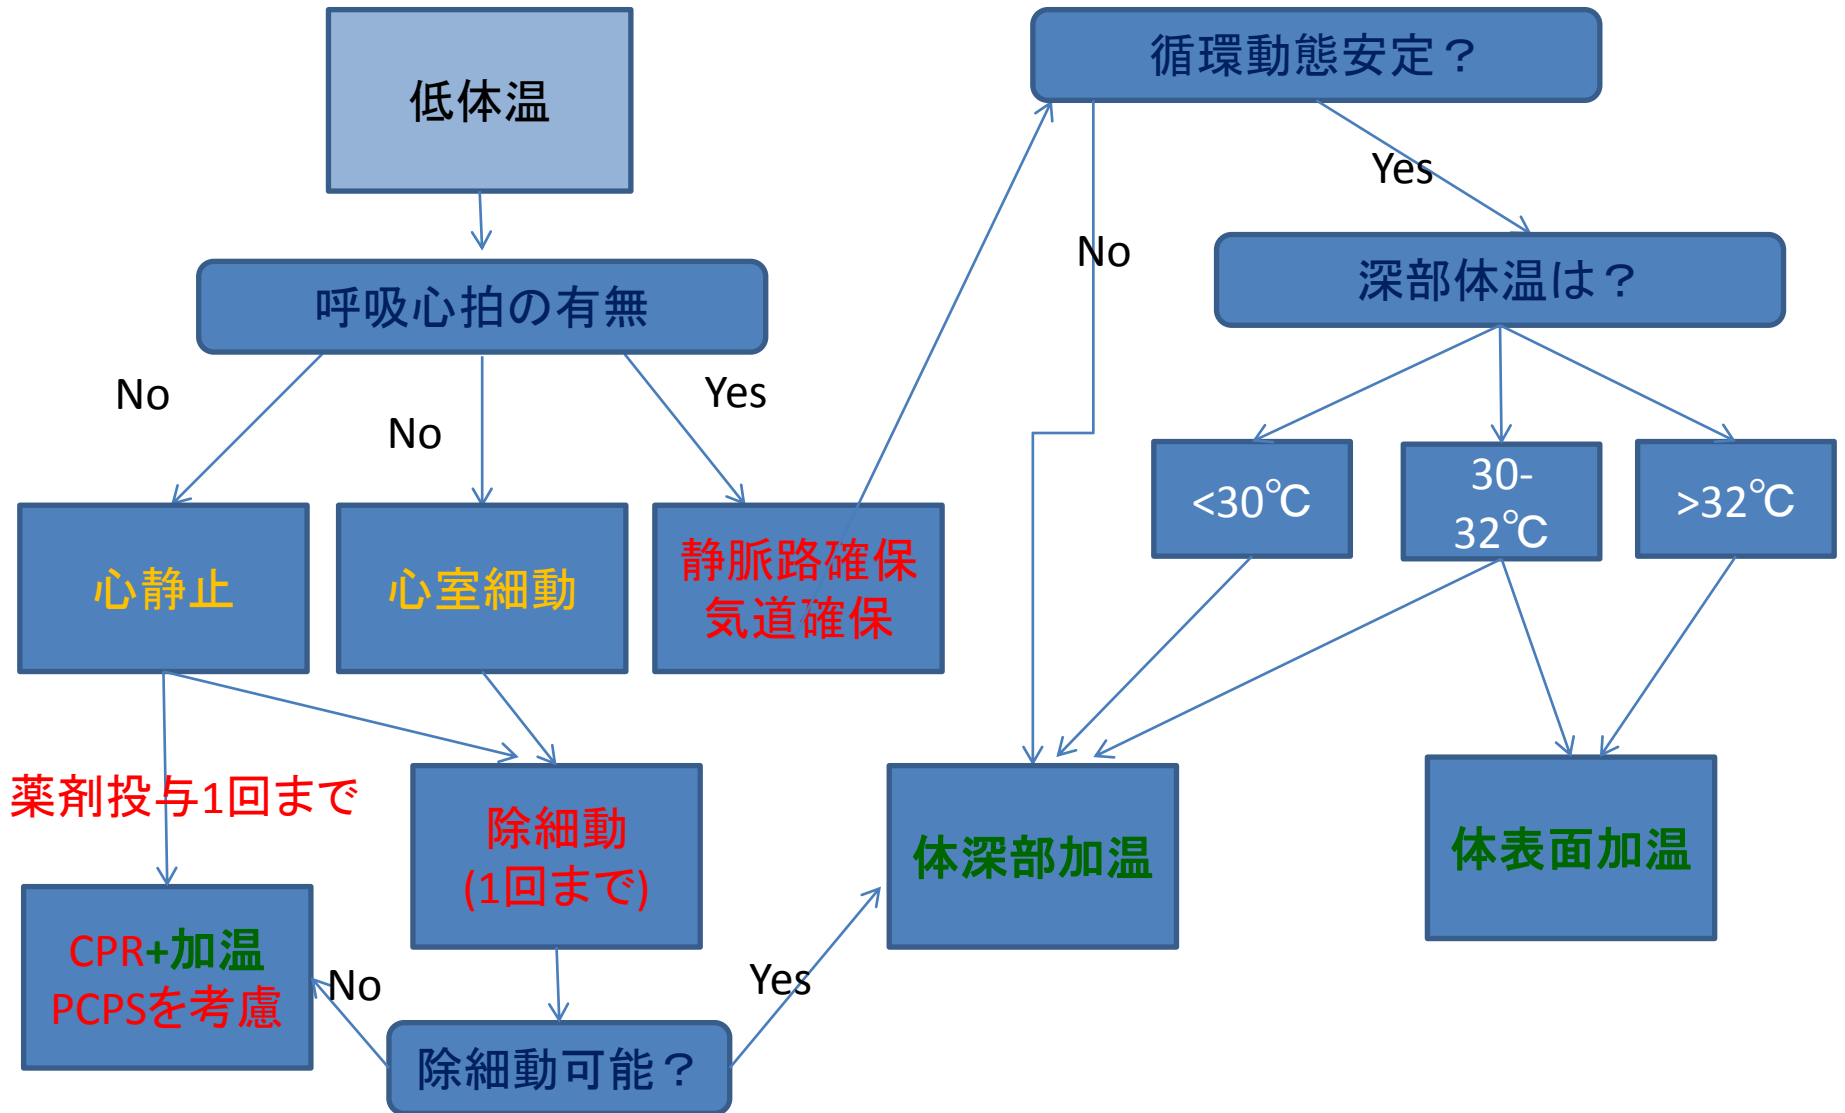 低体温
呼吸心拍の有無
No
No
Yes
心静止
心室細動
静脈路確保
気道確保
薬剤投与1回まで
除細動
(1回まで)
CPR+加温
PCPSを考慮
No
Yes
除細動可能？
循環動態安定？
No
Yes
深部体温は？
<30℃
30-
32℃
>32℃
体深部加温
体表面加温